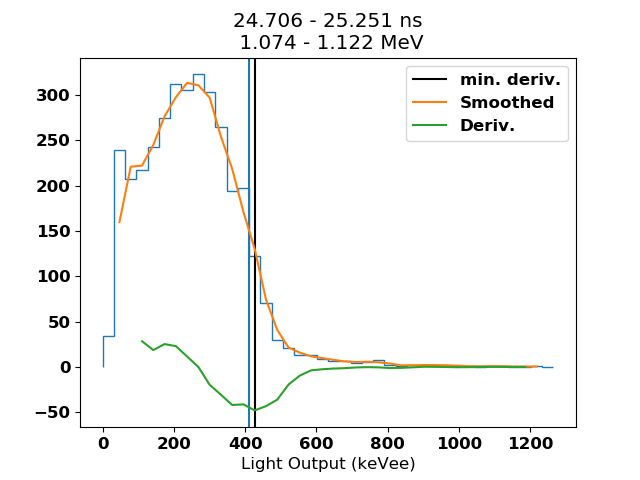 24.706 - 25.251 ns
1.074 - 1.122 MeV
min. deriv.
Smoothed
Deriv.
300
250
200
150
100
50
0
−50
0 200 400 600 800 1000 1200
Light Output (keVee)